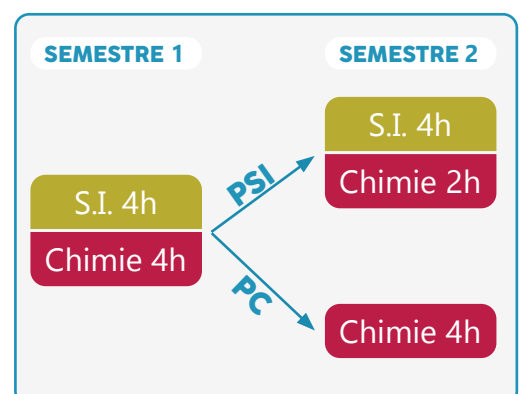 SEMESTRE 1
SEMESTRE 2
S.I. 4h
Chimie 4h
PSI
PC
S.I. 4h
Chimie 2h
Chimie 4h